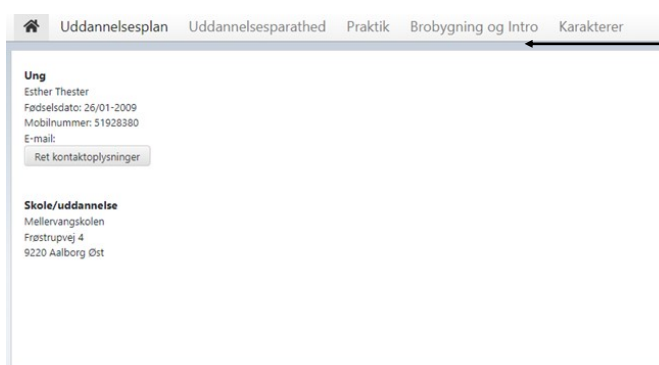 Uddannelsesplan Uddannelsesparathed Praktik Brobygning og Intro Karakterer
Ung
Esther Thester
Fødselsdato: 26/01-2009
Mobilnummer: 51928380
E-mail:
Ret kontaktoplysninger
Skole/uddannelse
Mellervangskolen
Frøstrupvej 4
9220 Aalborg Øst